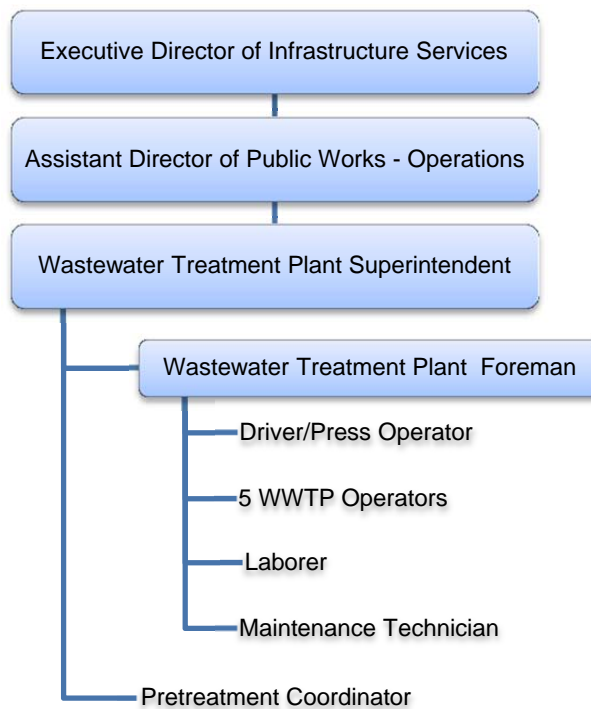 Executive Director of Infrastructure Services
Assistant Director of Public Works - Operations
Wastewater Treatment Plant Superintendent
Wastewater Treatment Plant Foreman
Driver/Press Operator
5 WWTP Operators
Laborer
Maintenance Technician
Pretreatment Coordinator